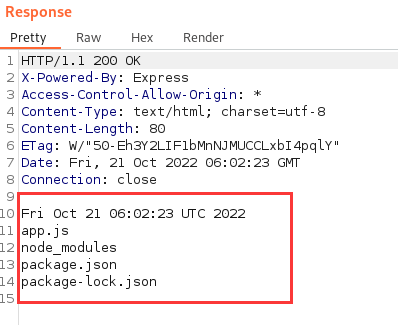 Response
Pretty Raw Hex Render
1 HTTP/1.1 200 OK
2 X-Powered-By: Express
3 Access-Control-Allow-Origin: *
4 Content-Type: text/html; charset=utf-8
5 Content-Length: 80
6 ETag: W/"50-Eh3Y2LIF1bMnNJMUCCLxbI4pqlY"
7 Date: Fri, 21 Oct 2022 06:02:23 GMT
8 Connection: close
9
10 Fri Oct 21 06:02:23 UTC 2022
11 app.js
12 node_modules
13 package.json
14 package-lock.json
15